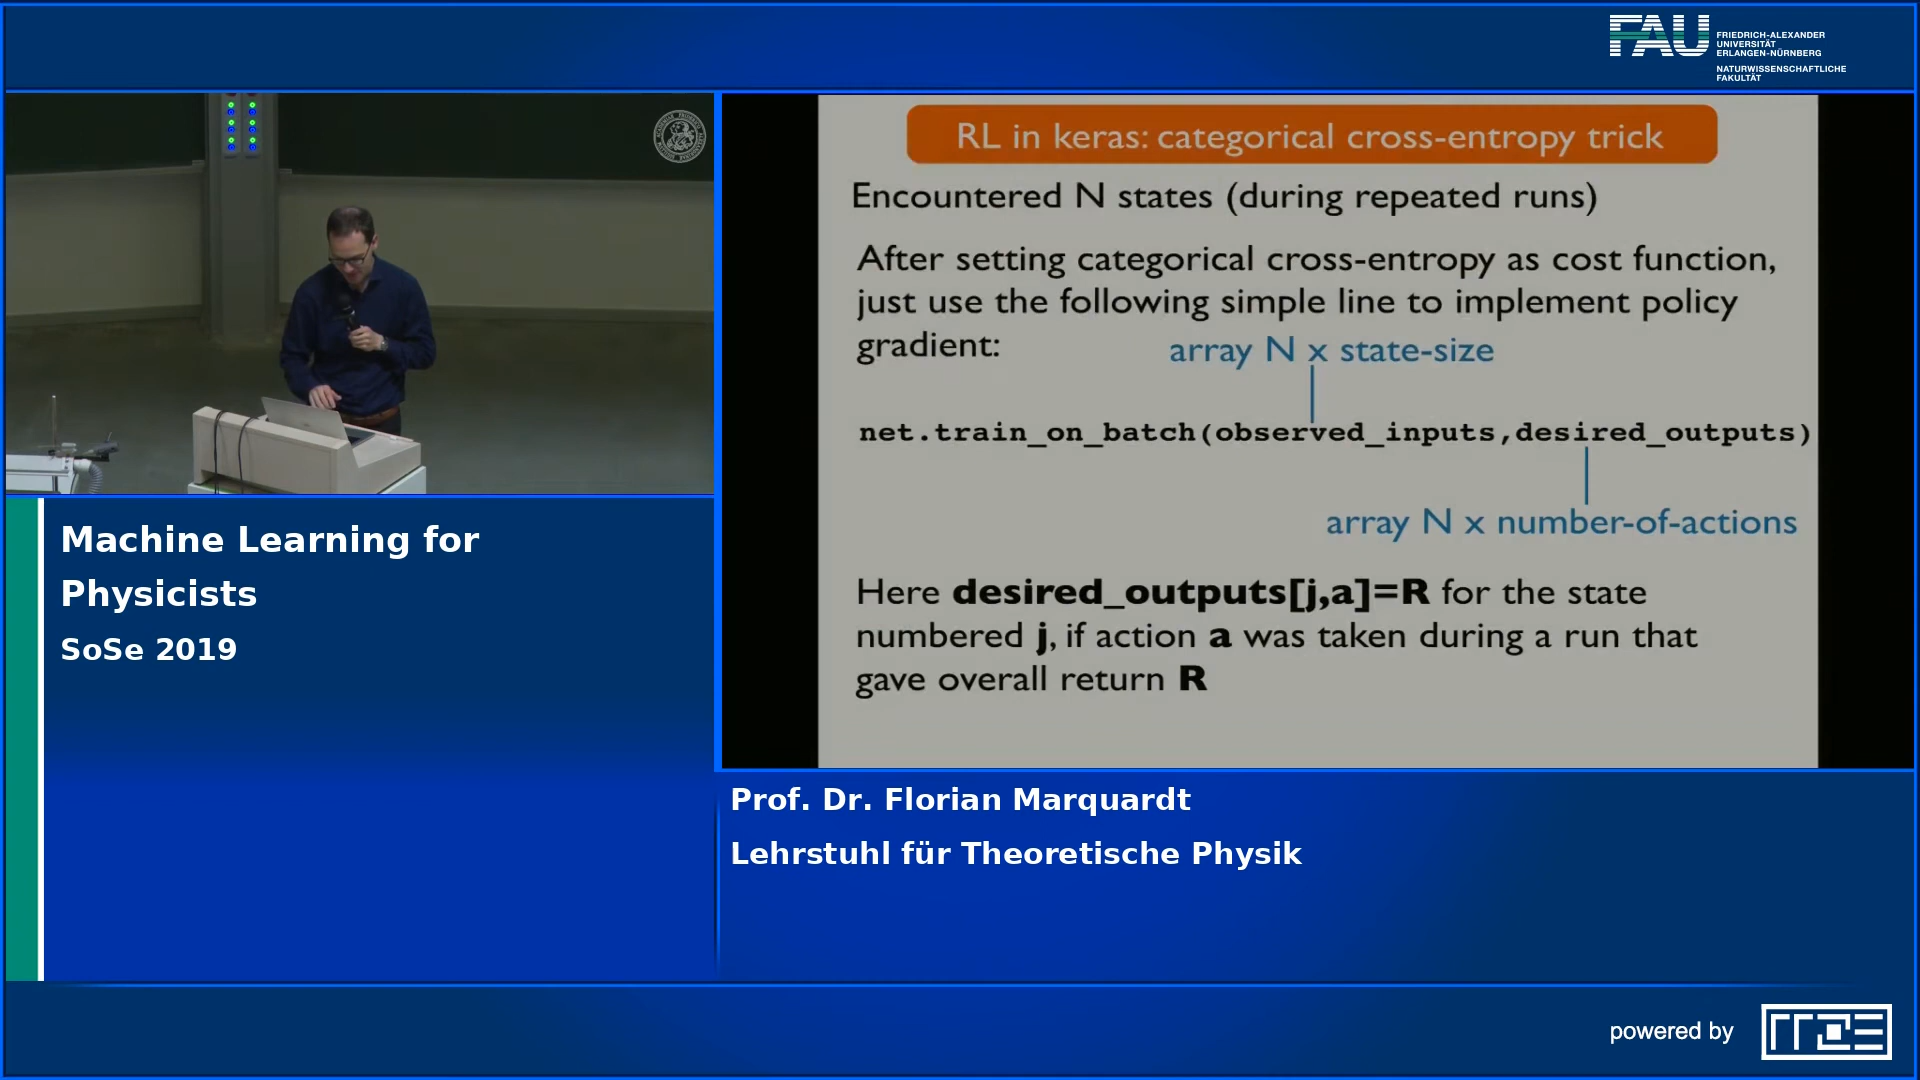 FAU
FRIEDRICH-ALEXANDER
UNIVERSITÄT
ERLANGEN-NÜRNBERG
NATURWISSENSCHAFTLICHE
FAKULTÄT
RL in keras: categorical cross-entropy trick
Encountered N states (during repeated runs)
After setting categorical cross-entropy as cost function,
just use the following simple line to implement policy
gradient:
array N x state-size
net.train_on_batch(observed_inputs,desired_outputs)
array N x number-of-actions
Here desired_outputs[j,a]=R for the state
numbered j, if action a was taken during a run that
gave overall return R
Machine Learning for
Physicists
SoSe 2019
Prof. Dr. Florian Marquardt
Lehrstuhl für Theoretische Physik
powered by